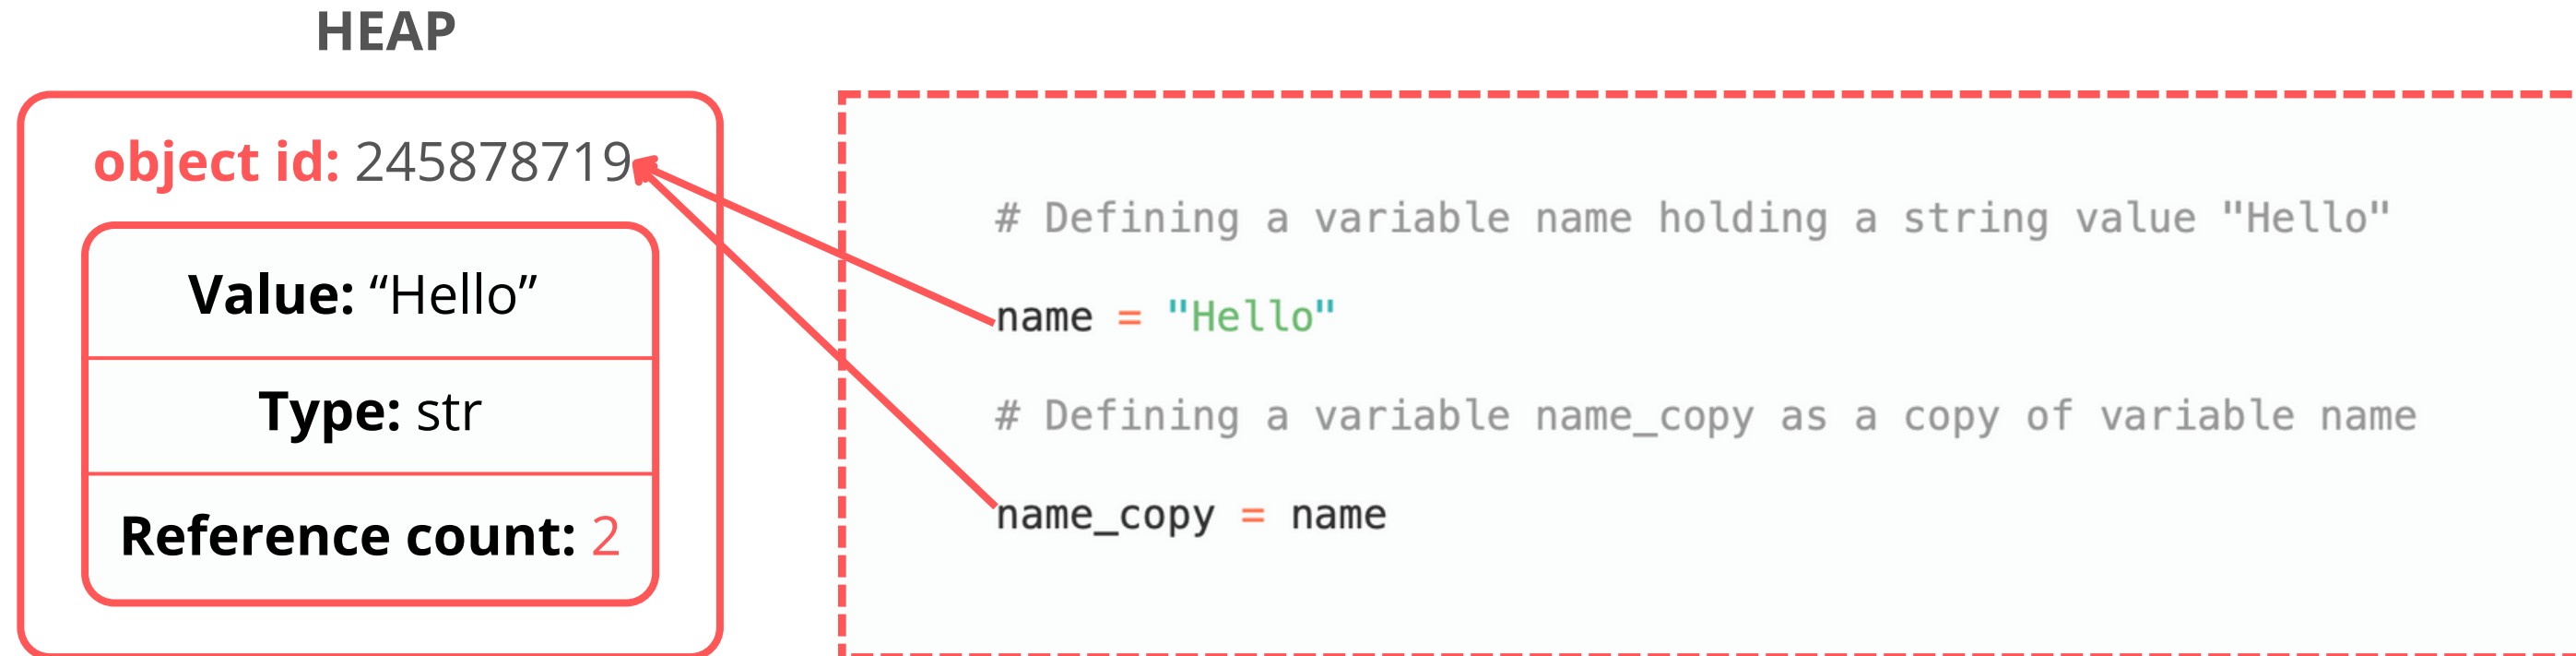 HEAP
object id: 245878719
Value: “Hello”
Type: str
Reference count: 2
# Defining a variable name holding a string value "Hello"
name = "Hello"
# Defining a variable name_copy as a copy of variable name
name_copy = name